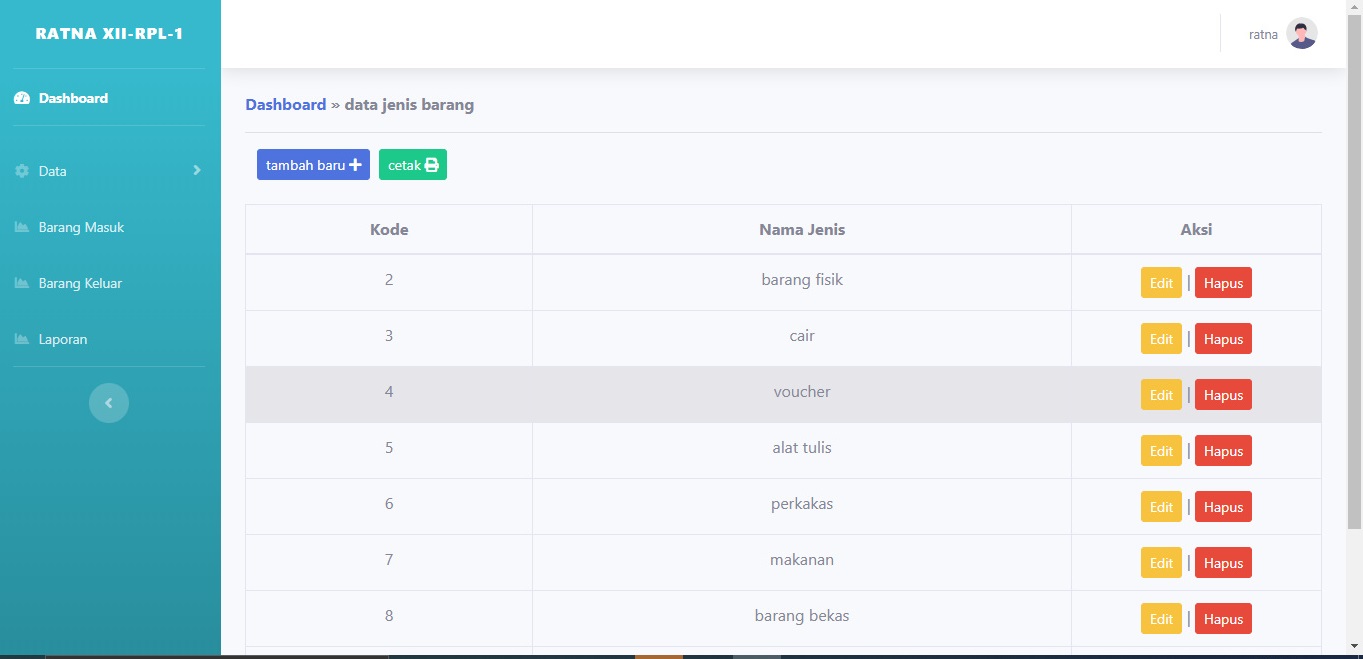 RATNA XII-RPL-1
ratna
Dashboard
Data
Barang Masuk
Barang Keluar
Laporan
Dashboard » data jenis barang
tambah baru cetak
Kode Nama Jenis Aksi
2 barang fisik Edit | Hapus
3 cair Edit | Hapus
4 voucher Edit | Hapus
5 alat tulis Edit | Hapus
6 perkakas Edit | Hapus
7 makanan Edit | Hapus
8 barang bekas Edit | Hapus